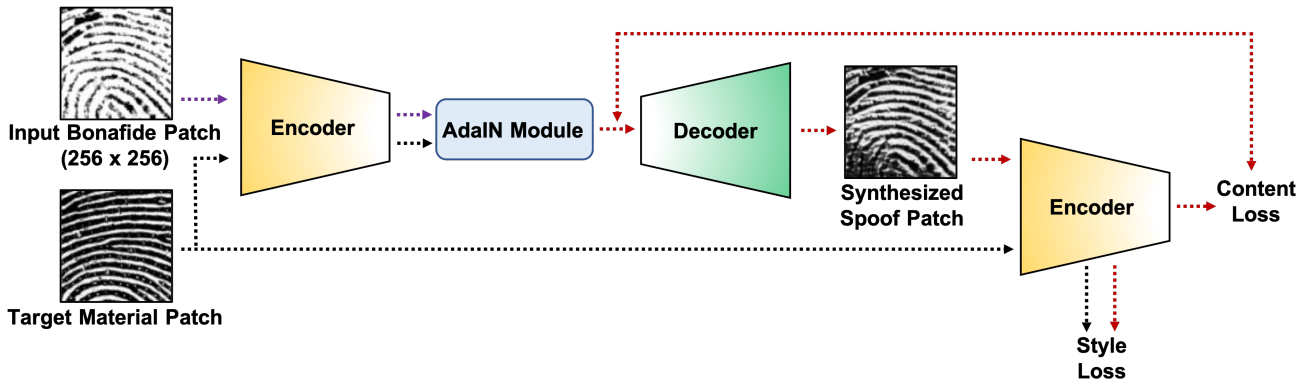 Input Bonafide Patch
(256 x 256)
Encoder
AdaIN Module
Decoder
Synthesized
Spoof Patch
Encoder
Content
Loss
Target Material Patch
Style
Loss